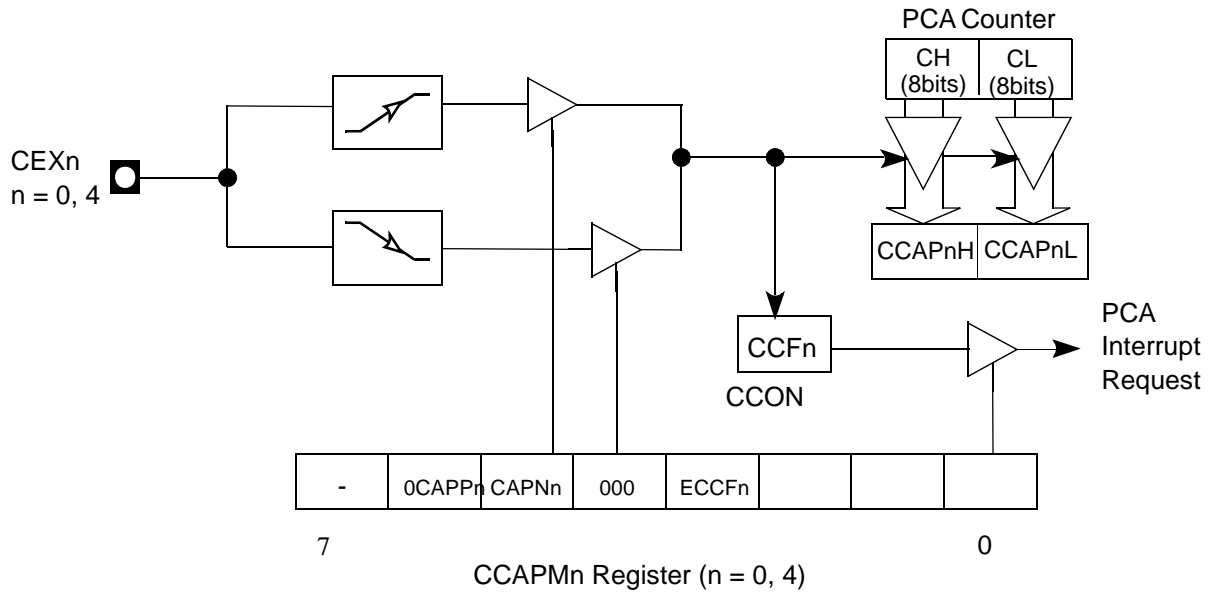 PCA Counter
CH
(8bits)
CL
(8bits)
CEXn
n = 0, 4
CCAPnH
CCAPnL
CCFn
CCON
PCA
Interrupt
Request
- 0CAPPn CAPNn 000 ECCFn
7 0
CCAPMn Register (n = 0, 4)